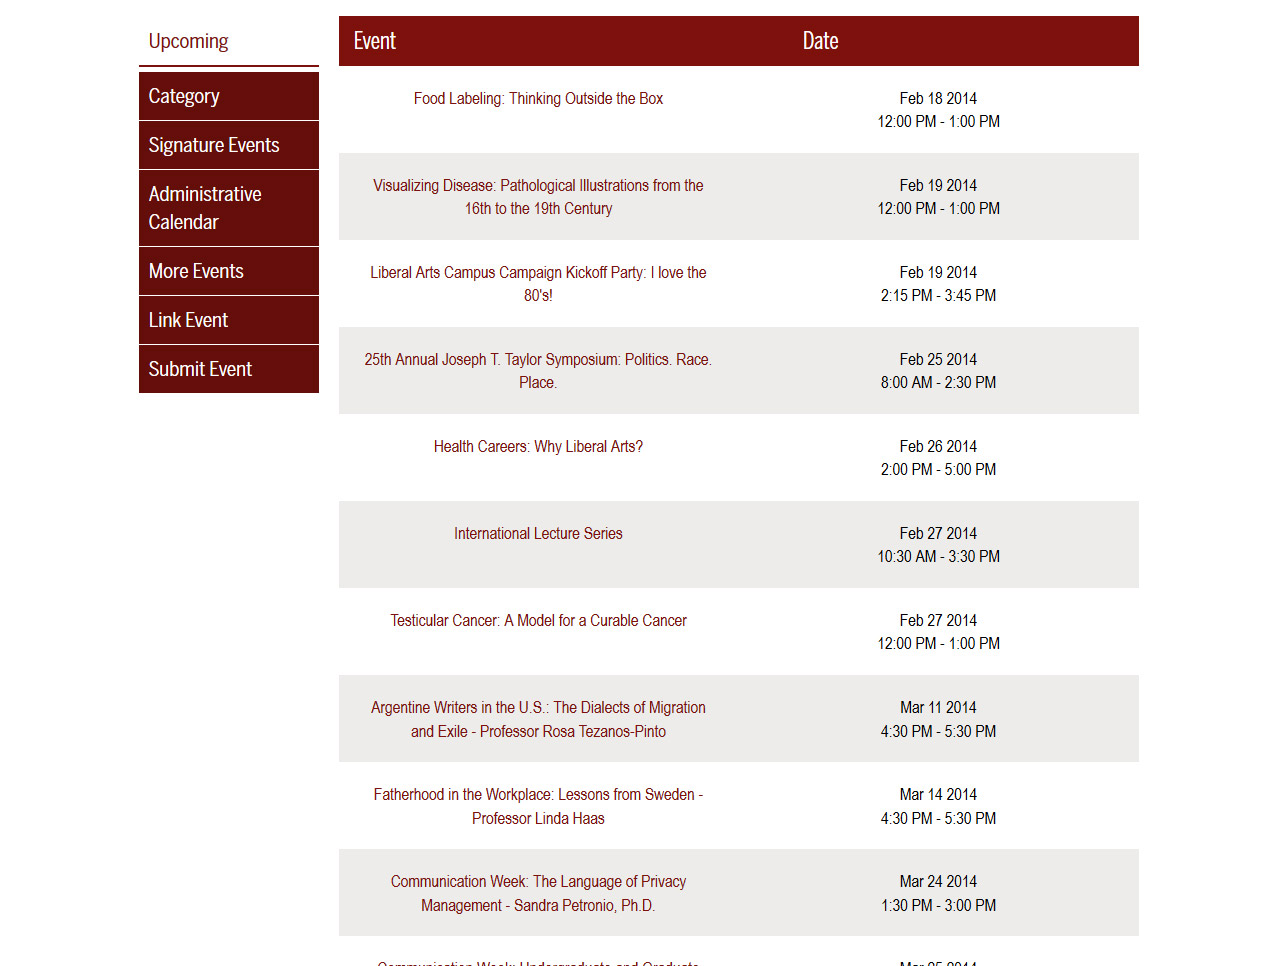 Upcoming
Category
Signature Events
Administrative
Calendar
More Events
Link Event
Submit Event
Event Date
Food Labeling: Thinking Outside the Box Feb 18 2014
12:00 PM - 1:00 PM
Visualizing Disease: Pathological Illustrations from the Feb 19 2014
16th to the 19th Century 12:00 PM - 1:00 PM
Liberal Arts Campus Campaign Kickoff Party: I love the Feb 19 2014
80's! 2:15 PM - 3:45 PM
25th Annual Joseph T. Taylor Symposium: Politics. Race. Feb 25 2014
Place. 8:00 AM - 2:30 PM
Health Careers: Why Liberal Arts? Feb 26 2014
2:00 PM - 5:00 PM
International Lecture Series Feb 27 2014
10:30 AM - 3:30 PM
Testicular Cancer: A Model for a Curable Cancer Feb 27 2014
12:00 PM - 1:00 PM
Argentine Writers in the U.S.: The Dialects of Migration Mar 11 2014
and Exile - Professor Rosa Tezanos-Pinto 4:30 PM - 5:30 PM
Fatherhood in the Workplace: Lessons from Sweden - Mar 14 2014
Professor Linda Haas 4:30 PM - 5:30 PM
Communication Week: The Language of Privacy Mar 24 2014
Management - Sandra Petronio, Ph.D. 1:30 PM - 3:00 PM
Communication Week: Undergraduate and Graduate Mar 25 2014